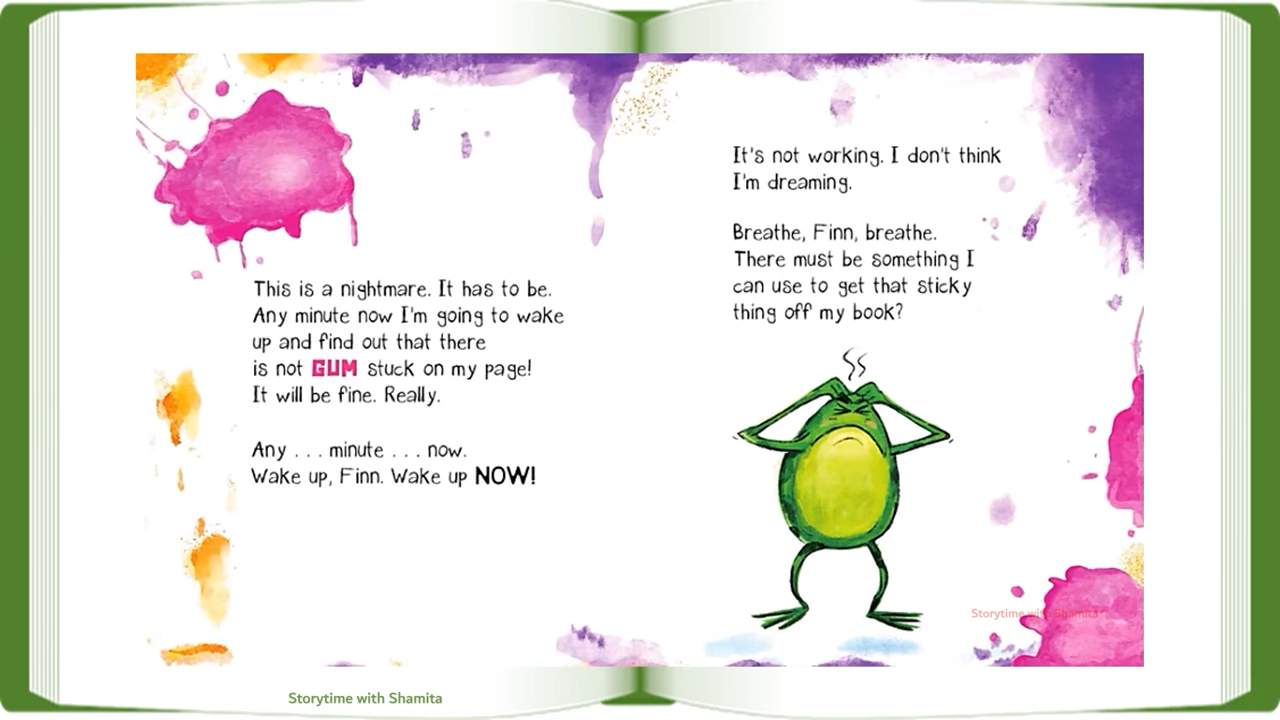 This is a nightmare. It has to be.
Any minute now I'm going to wake
up and find out that there
is not GUM stuck on my page!
It will be fine. Really.
Any . . . minute . . . now.
Wake up, Finn. Wake up NOW!
It's not working. I don't think
I'm dreaming.
Breathe, Finn, breathe.
There must be something I
can use to get that sticky
thing off my book?
Storytime with Shamita
Storytime with Shamita